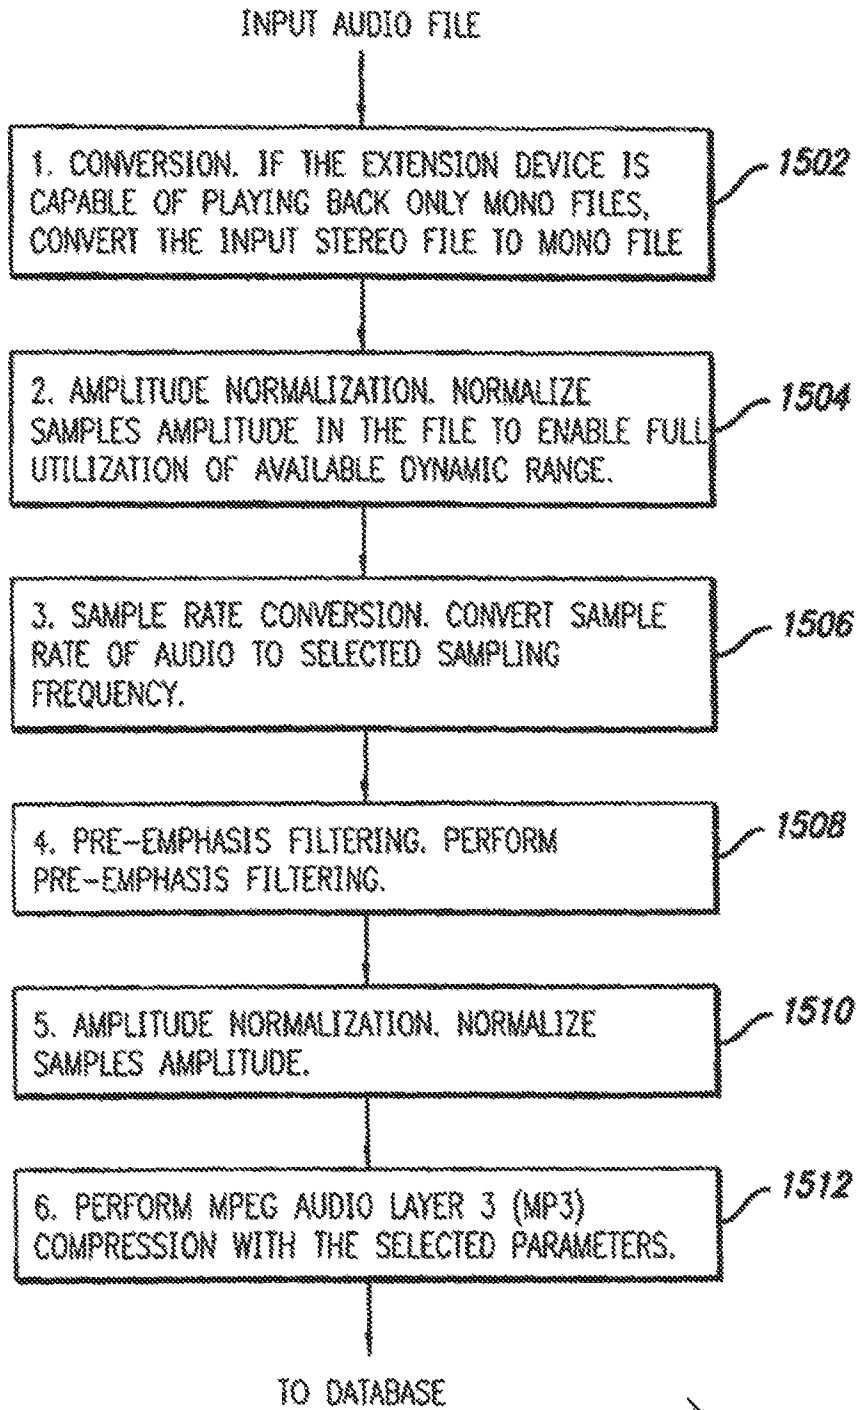 INPUT AUDIO FILE
1. CONVERSION. IF THE EXTENSION DEVICE IS
CAPABLE OF PLAYING BACK ONLY MONO FILES,
CONVERT THE INPUT STEREO FILE TO MONO FILE
1502
2. AMPLITUDE NORMALIZATION. NORMALIZE
SAMPLES AMPLITUDE IN THE FILE TO ENABLE FULL
UTILIZATION OF AVAILABLE DYNAMIC RANGE.
1504
3. SAMPLE RATE CONVERSION. CONVERT SAMPLE
RATE OF AUDIO TO SELECTED SAMPLING
FREQUENCY.
1506
4. PRE-EMPHASIS FILTERING. PERFORM
PRE-EMPHASIS FILTERING.
1508
5. AMPLITUDE NORMALIZATION. NORMALIZE
SAMPLES AMPLITUDE.
1510
6. PERFORM MPEG AUDIO LAYER 3 (MP3)
COMPRESSION WITH THE SELECTED PARAMETERS.
1512
TO DATABASE